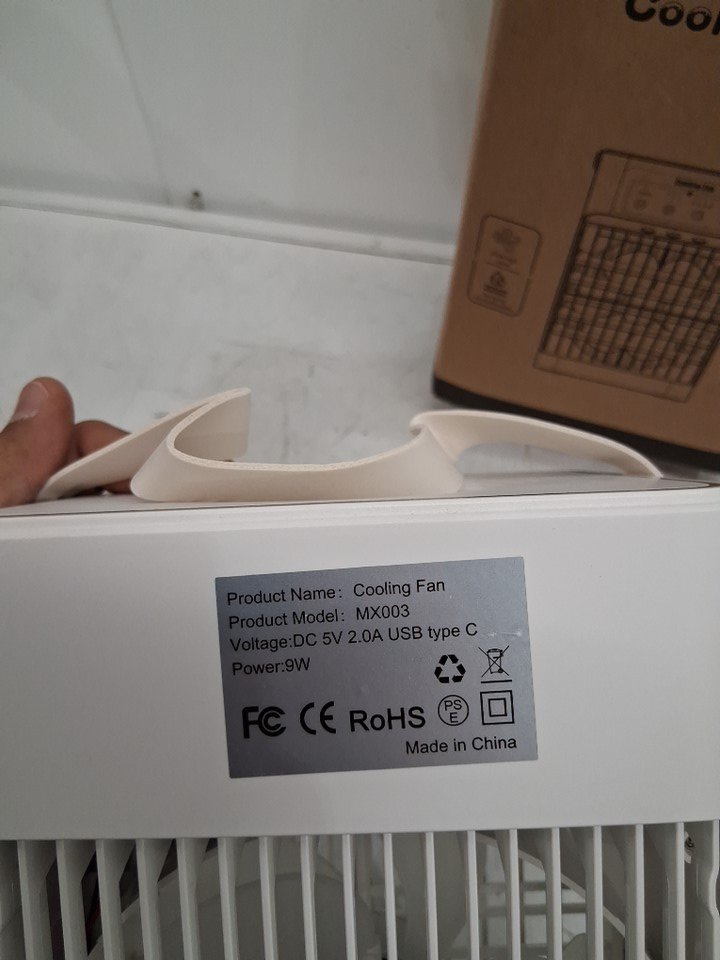 Cool
Product Name: Cooling Fan
Product Model: MX003
Voltage:DC 5V 2.0A USB type C
Power:9W
FC CE RoHS PS E
Made in China